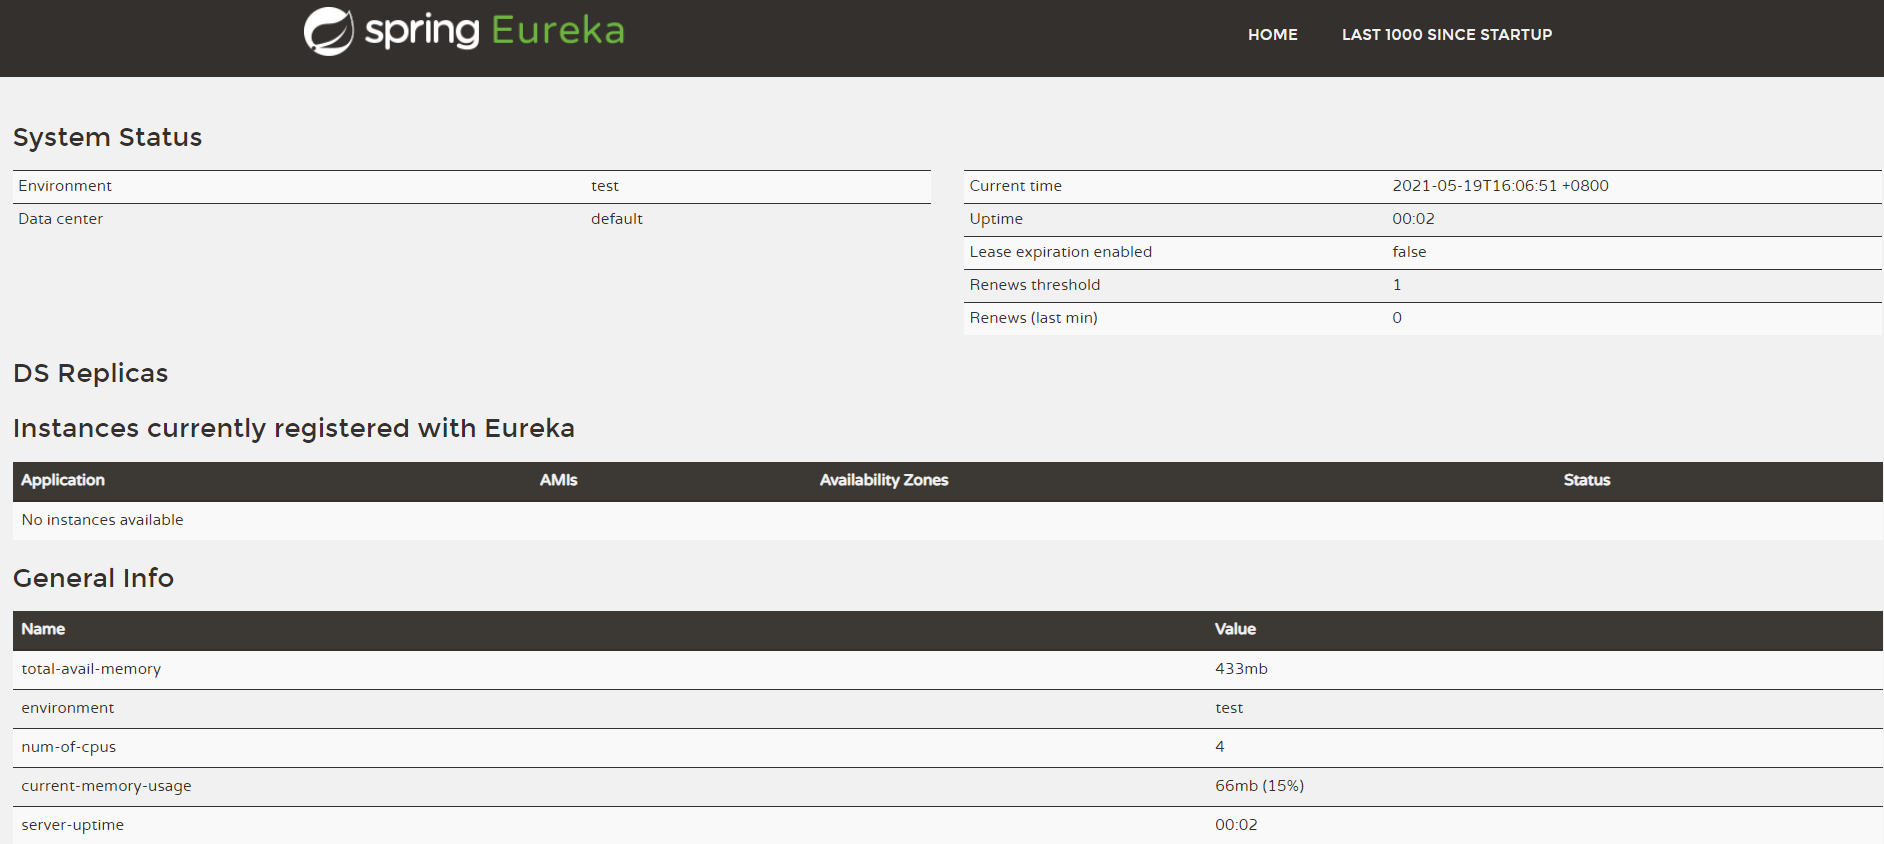 spring Eureka
HOME LAST 1000 SINCE STARTUP
System Status
Environment test
Data center default
Current time 2021-05-19T16:06:51 +0800
Uptime 00:02
Lease expiration enabled false
Renews threshold 1
Renews (last min) 0
DS Replicas
Instances currently registered with Eureka
Application AMIs Availability Zones Status
No instances available
General Info
Name Value
total-avail-memory 433mb
environment test
num-of-cpus 4
current-memory-usage 66mb (15%)
server-uptime 00:02